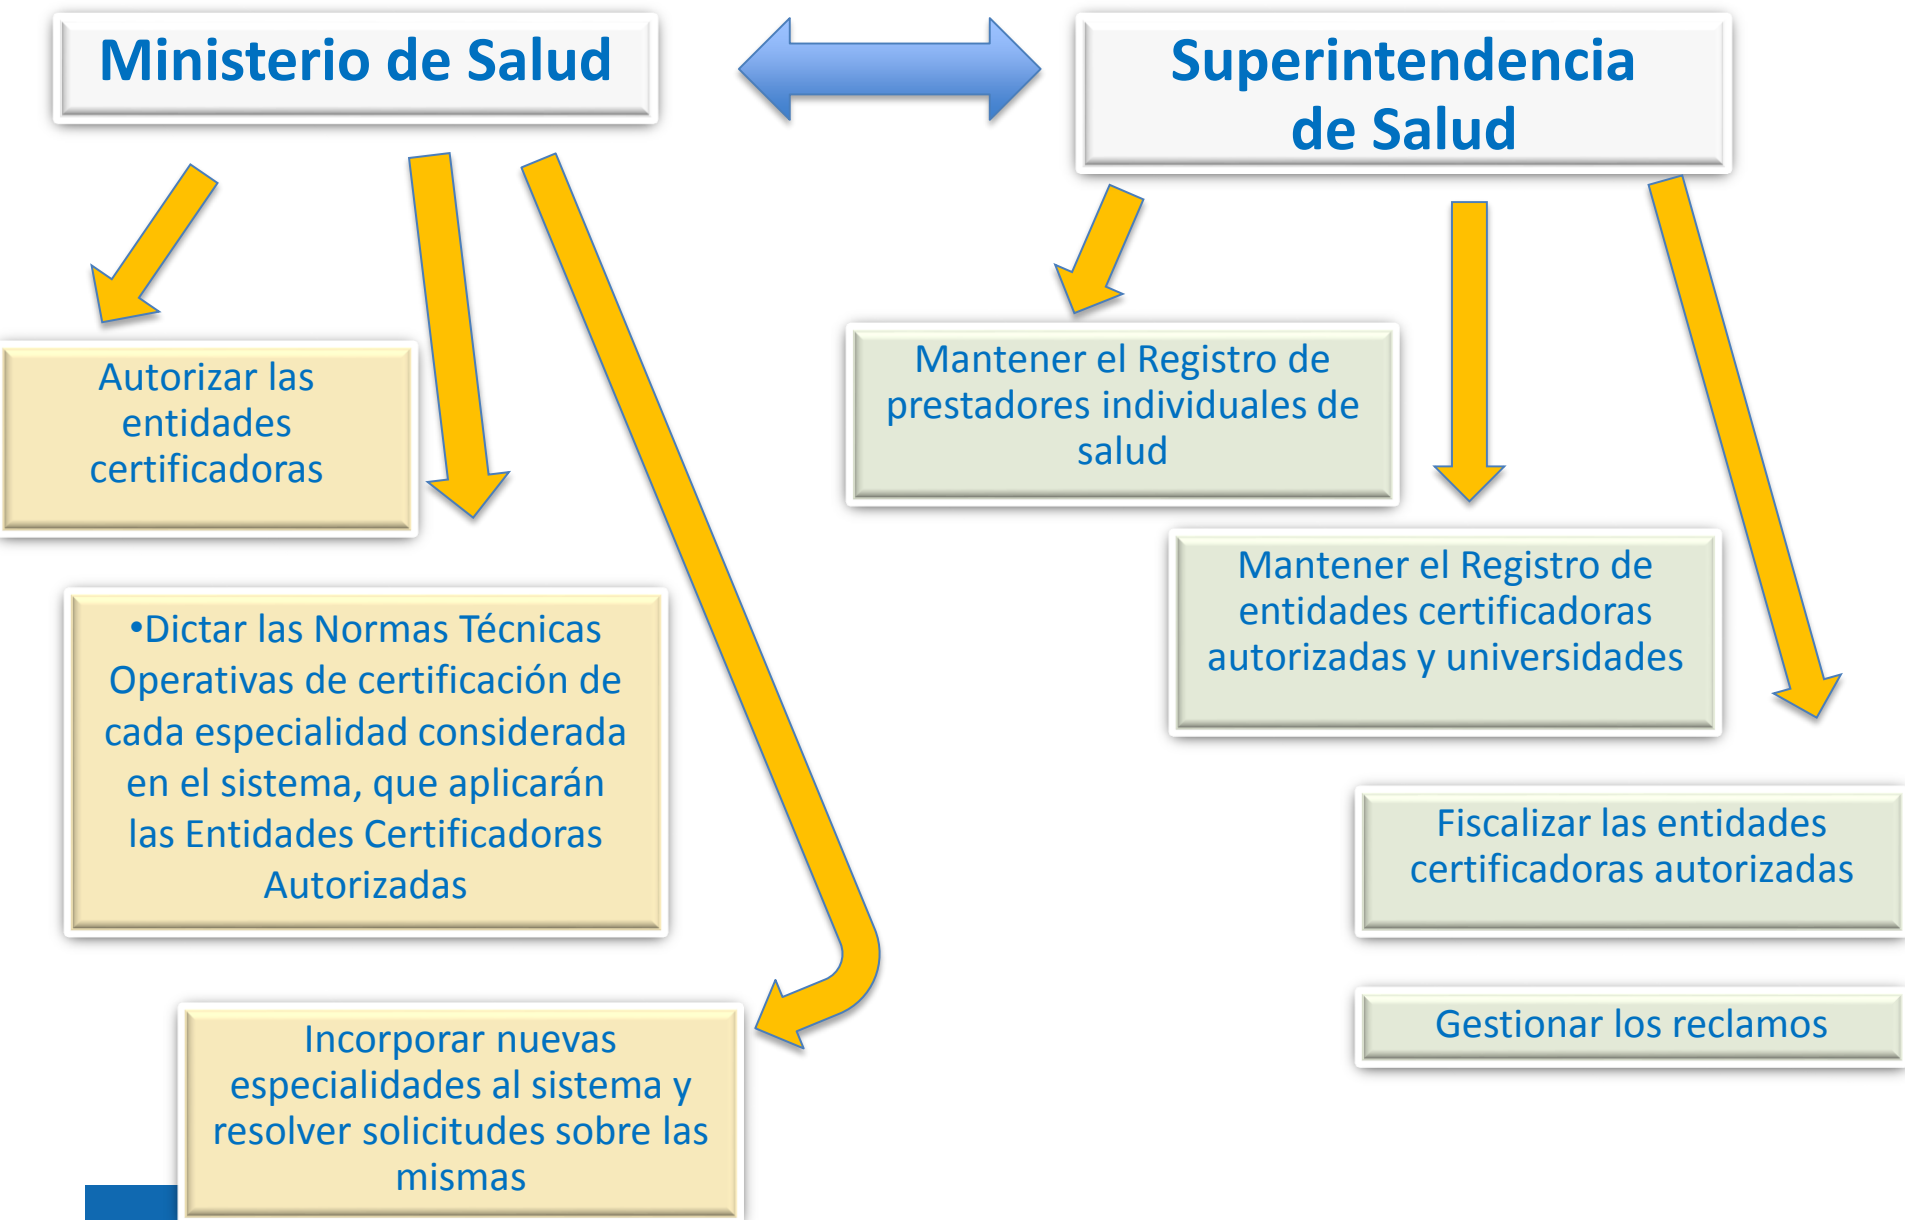 Ministerio de Salud
Superintendencia
de Salud
Autorizar las
entidades
certificadoras
•Dictar las Normas Técnicas
Operativas de certificación de
cada especialidad considerada
en el sistema, que aplicarán
las Entidades Certificadoras
Autorizadas
Incorporar nuevas
especialidades al sistema y
resolver solicitudes sobre las
mismas
Mantener el Registro de
prestadores individuales de
salud
Mantener el Registro de
entidades certificadoras
autorizadas y universidades
Fiscalizar las entidades
certificadoras autorizadas
Gestionar los reclamos